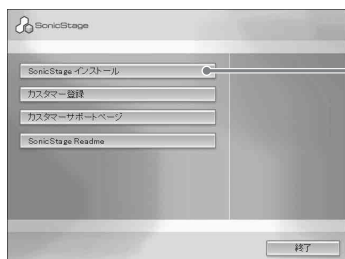 SonicStage
SonicStage インストール
カスタマー登録
カスタマーサポートページ
SonicStage Readme
終了